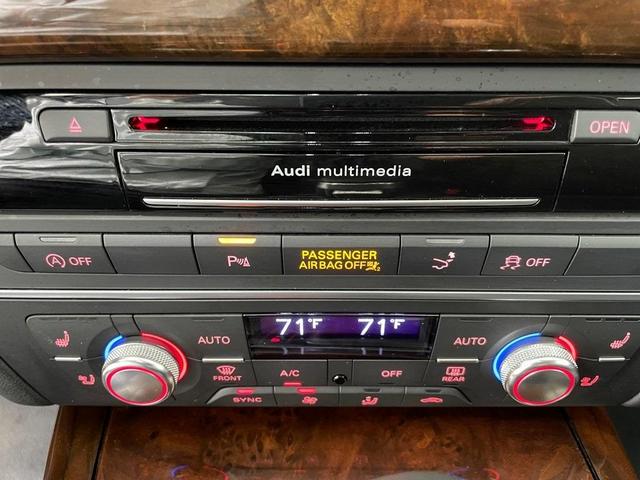 OPEN
Audi multimedia
OFF
P
PASSENGER
AIR BAG OFF
OFF
71°F 71°F
AUTO
AUTO
FRONT
A/C
OFF
REAR
SYNC